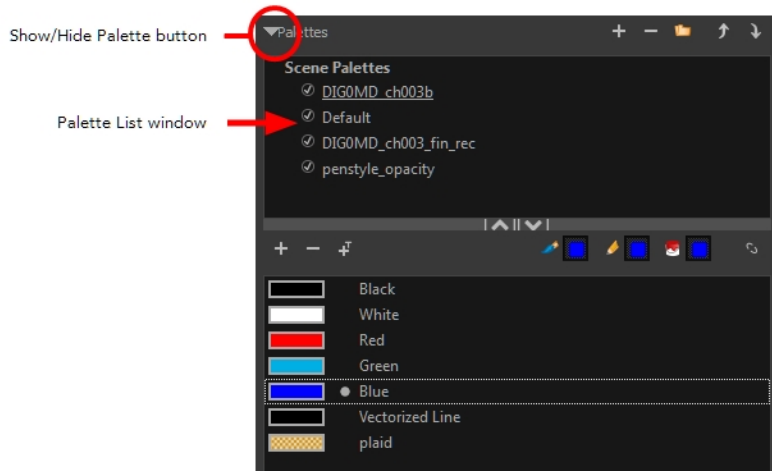 Show/Hide Palette button
Palettes
Scene Palettes
DIG0MD_ch003b
Palette List window
Default
DIG0MD_ch003_fin_rec
penstyle_opacity
Black
White
Red
Green
Blue
Vectorized Line
plaid